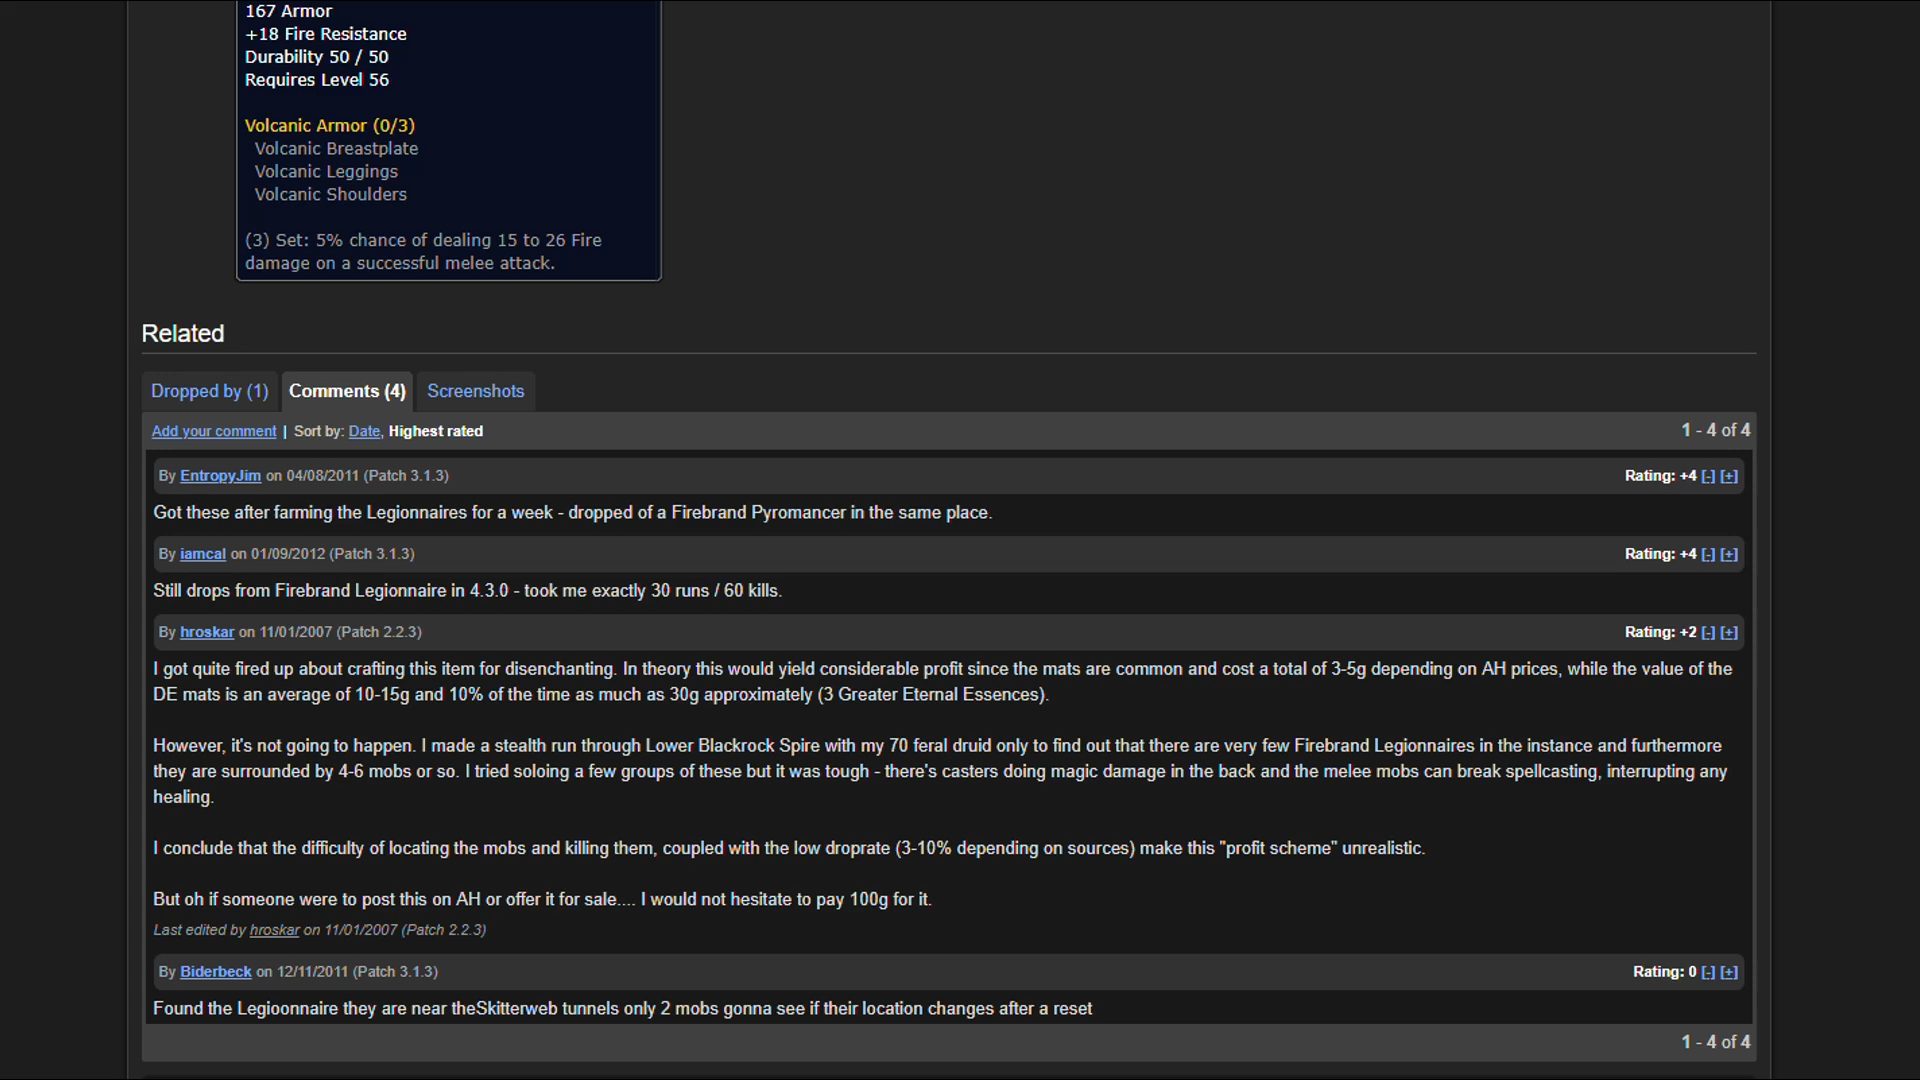 167 Armor
+18 Fire Resistance
Durability 50 / 50
Requires Level 56
Volcanic Armor (0/3)
Volcanic Breastplate
Volcanic Leggings
Volcanic Shoulders
(3) Set: 5% chance of dealing 15 to 26 Fire
damage on a successful melee attack.
Related
Dropped by (1) Comments (4) Screenshots
Add your comment | Sort by: Date, Highest rated 1 - 4 of 4
By EntropyJim on 04/08/2011 (Patch 3.1.3) Rating: +4 [-] [+]
Got these after farming the Legionnaires for a week - dropped of a Firebrand Pyromancer in the same place.
By iamcal on 01/09/2012 (Patch 3.1.3) Rating: +4 [-] [+]
Still drops from Firebrand Legionnaire in 4.3.0 - took me exactly 30 runs / 60 kills.
By hroskar on 11/01/2007 (Patch 2.2.3) Rating: +2 [-] [+]
I got quite fired up about crafting this item for disenchanting. In theory this would yield considerable profit since the mats are common and cost a total of 3-5g depending on AH prices, while the value of the
DE mats is an average of 10-15g and 10% of the time as much as 30g approximately (3 Greater Eternal Essences).
However, it's not going to happen. I made a stealth run through Lower Blackrock Spire with my 70 feral druid only to find out that there are very few Firebrand Legionnaires in the instance and furthermore
they are surrounded by 4-6 mobs or so. I tried soloing a few groups of these but it was tough - there's casters doing magic damage in the back and the melee mobs can break spellcasting, interrupting any
healing.
I conclude that the difficulty of locating the mobs and killing them, coupled with the low droprate (3-10% depending on sources) make this "profit scheme" unrealistic.
But oh if someone were to post this on AH or offer it for sale.... I would not hesitate to pay 100g for it.
Last edited by hroskar on 11/01/2007 (Patch 2.2.3)
By Biderbeck on 12/11/2011 (Patch 3.1.3) Rating: 0 [-] [+]
Found the Legioonnaire they are near theSkitterweb tunnels only 2 mobs gonna see if their location changes after a reset
1 - 4 of 4